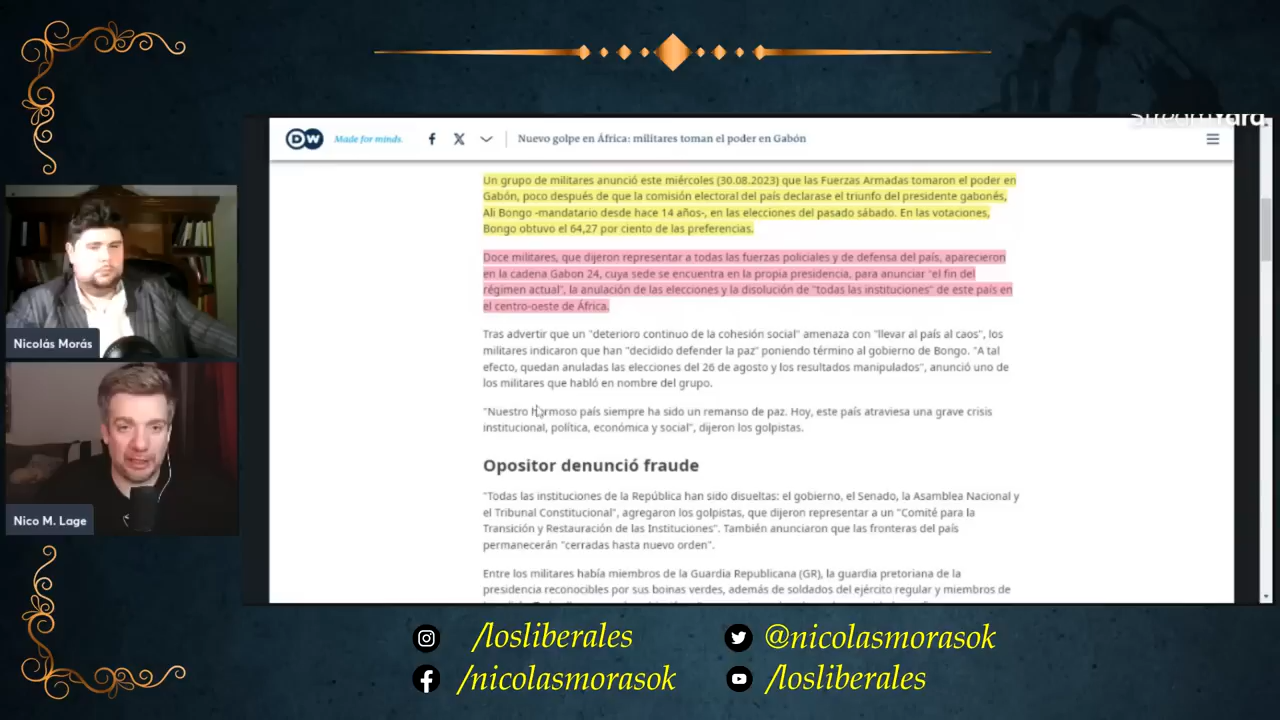 StreamYard
DW Made for minds. Nuevo golpe en África: militares toman el poder en Gabón
Un grupo de militares anunció este miércoles (30.08.2023) que las Fuerzas Armadas tomaron el poder en
Gabón, poco después de que la comisión electoral del país declarase el triunfo del presidente gabonés,
Ali Bongo -mandatario desde hace 14 años-, en las elecciones del pasado sábado. En las votaciones,
Bongo obtuvo el 64,27 por ciento de las preferencias.
Doce militares, que dijeron representar a todas las fuerzas policiales y de defensa del país, aparecieron
en la cadena Gabon 24, cuya sede se encuentra en la propia presidencia, para anunciar "el fin del
régimen actual", la anulación de las elecciones y la disolución de "todas las instituciones" de este país en
el centro-oeste de África.
Tras advertir que un "deterioro continuo de la cohesión social" amenaza con "llevar al país al caos", los
militares indicaron que han "decidido defender la paz" poniendo término al gobierno de Bongo. "A tal
efecto, quedan anuladas las elecciones del 26 de agosto y los resultados manipulados", anunció uno de
los militares que habló en nombre del grupo.
"Nuestro hermoso país siempre ha sido un remanso de paz. Hoy, este país atraviesa una grave crisis
institucional, política, económica y social", dijeron los golpistas.
Opositor denunció fraude
"Todas las instituciones de la República han sido disueltas: el gobierno, el Senado, la Asamblea Nacional y
el Tribunal Constitucional", agregaron los golpistas, que dijeron representar a un "Comité para la
Transición y Restauración de las Instituciones". También anunciaron que las fronteras del país
permanecerán "cerradas hasta nuevo orden".
Entre los militares había miembros de la Guardia Republicana (GR), la guardia pretoriana de la
presidencia reconocibles por sus boinas verdes, además de soldados del ejército regular y miembros de
Nicolás Morás
Nico M. Lage
/losliberales
@nicolasmorasok
/nicolasmorasok
/losliberales